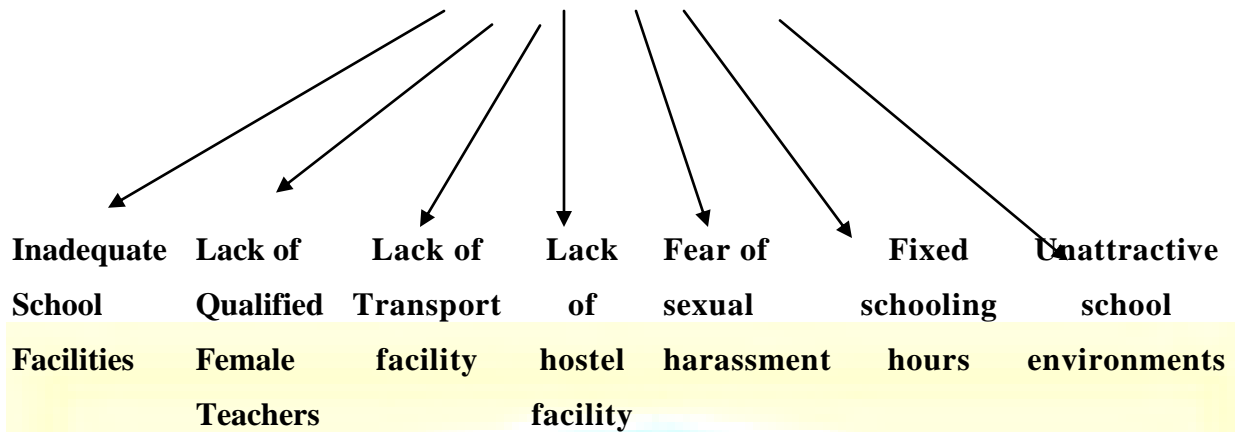 Inadequate
School
Facilities
Lack of
Qualified
Female
Teachers
Lack of
Transport
facility
Lack
of
hostel
facility
Fear of
sexual
harassment
Fixed
schooling
hours
Unattractive
school
environments